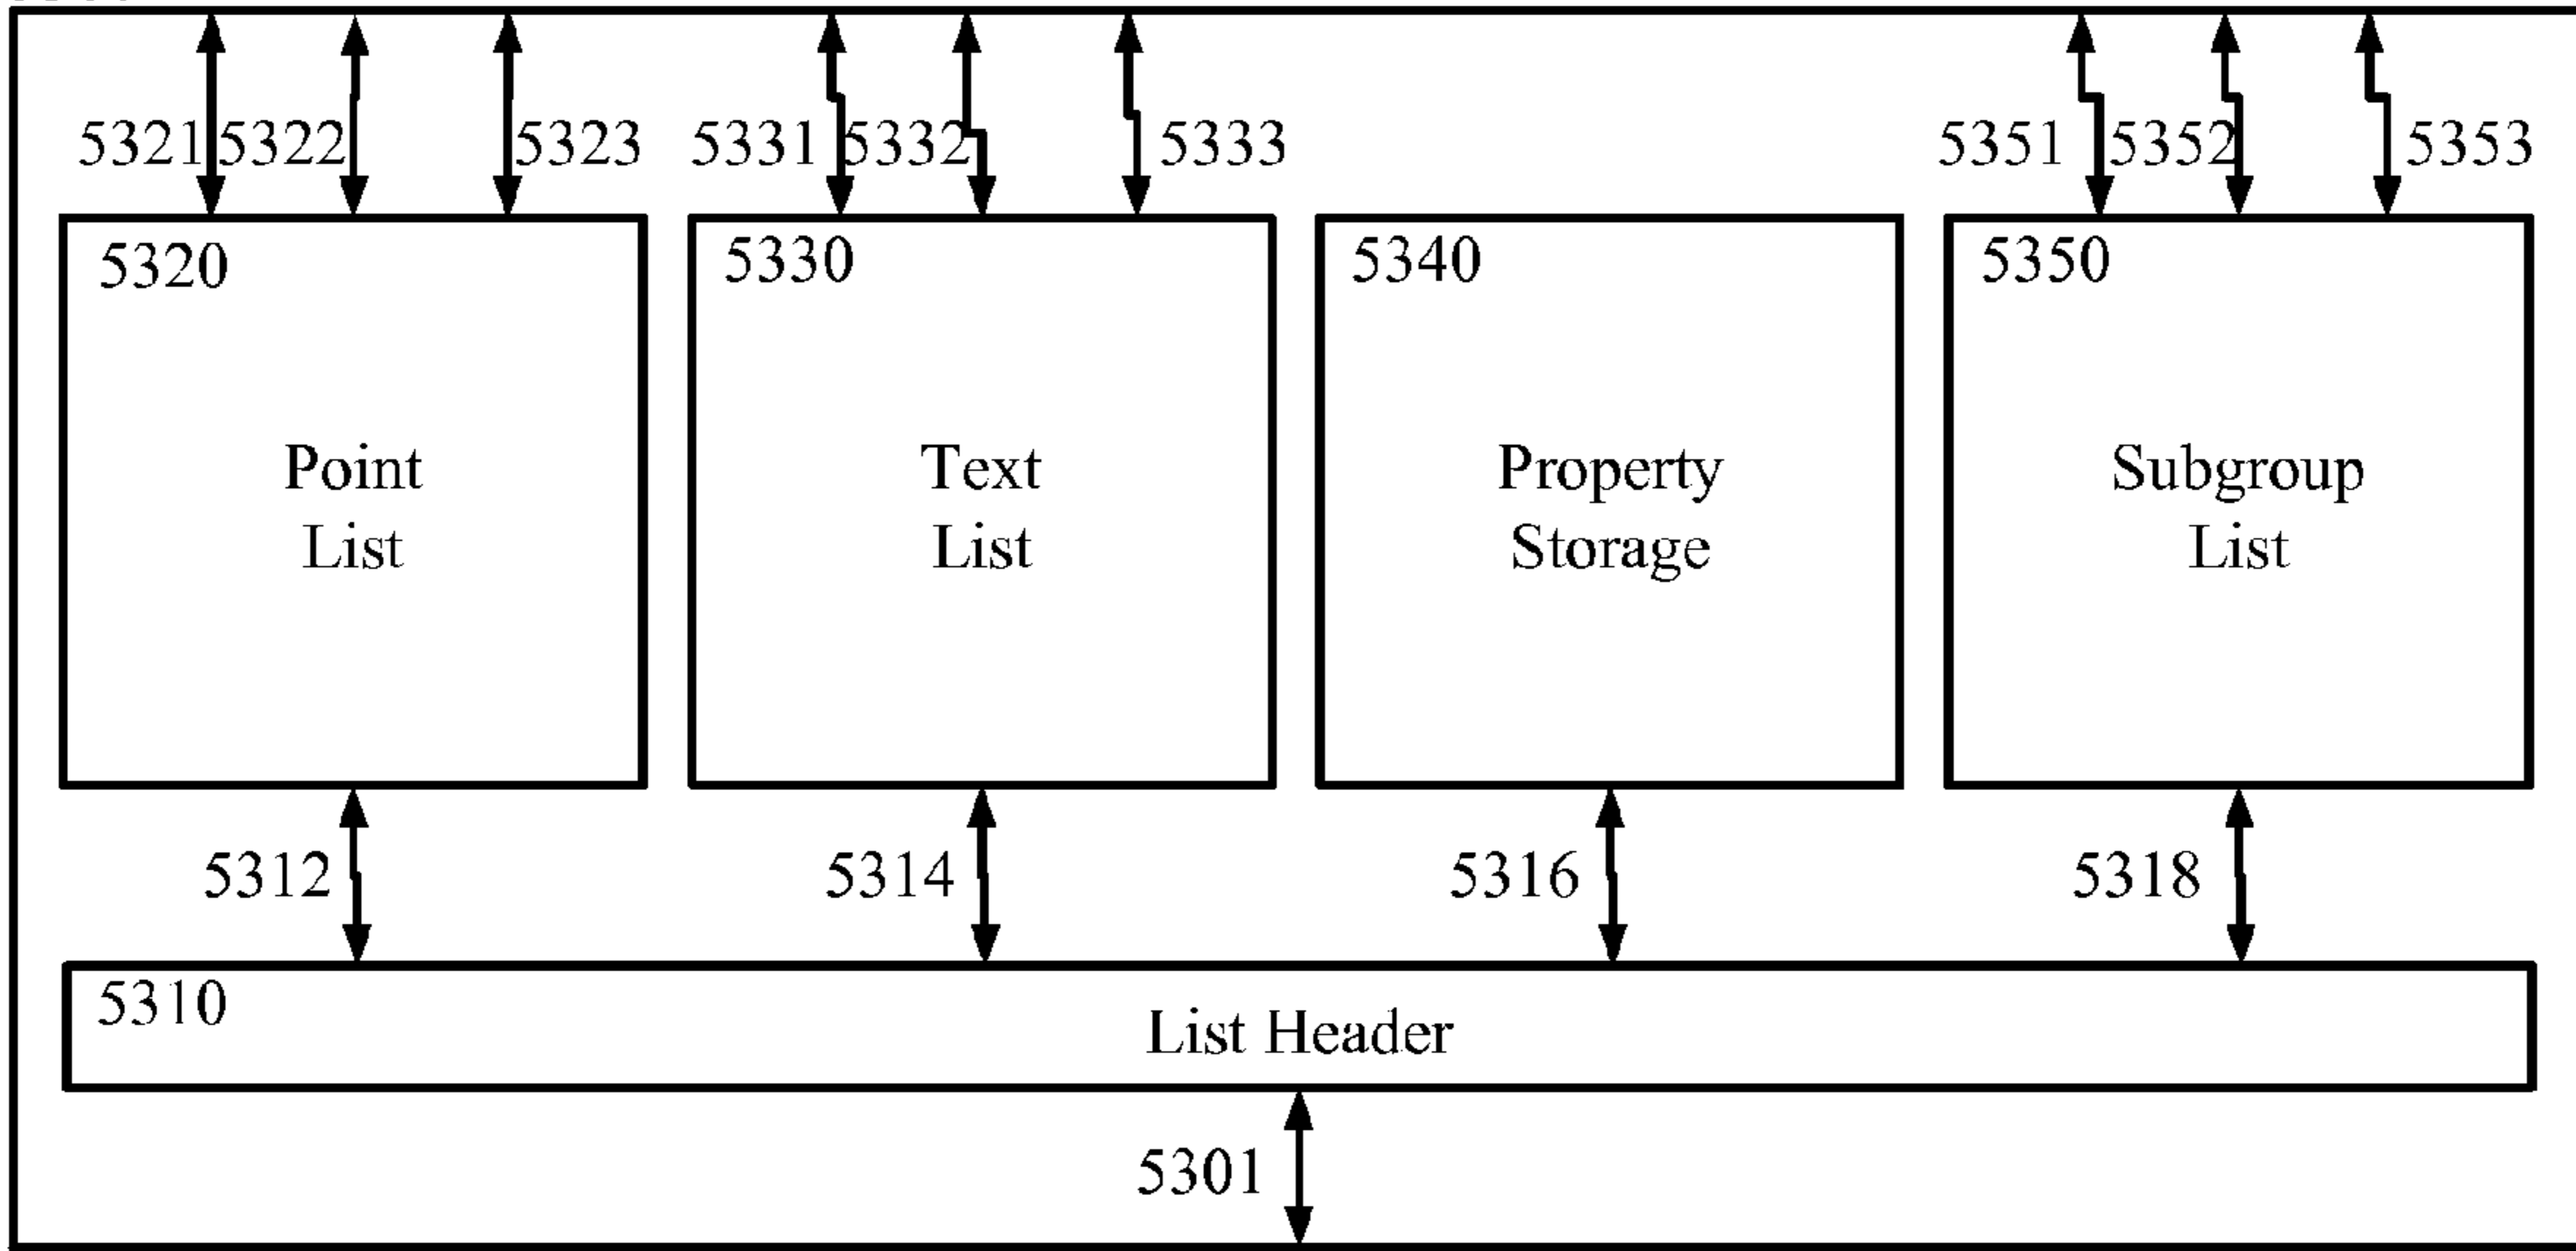 5321 5322 5323 5331 5332 5333 5351 5352 5353
5320 5330 5340 5350
Point Text Property Subgroup
List List Storage List
5312 5314 5316 5318
5310
List Header
5301